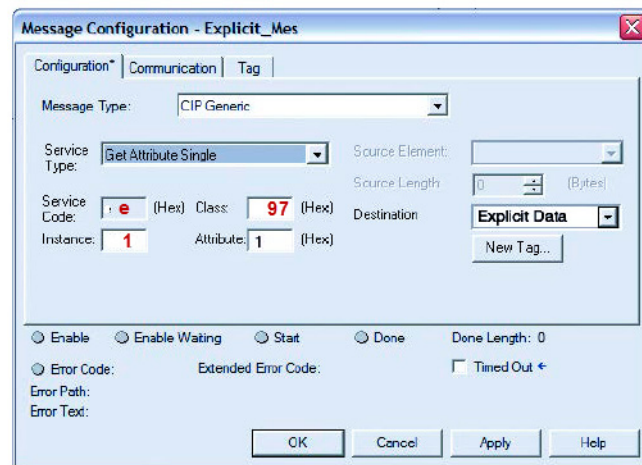 Message Configuration - Explicit_Mes
Configuration* Communication Tag
Message Type: CIP Generic
Service Type: Get Attribute Single
Source Element:
Source Length: 0 (Bytes)
Service Code: e (Hex) Class: 97 (Hex)
Destination Explicit Data
Instance: 1 Attribute: 1 (Hex)
New Tag...
Enable Enable Waiting Start Done Done Length: 0
Error Code: Extended Error Code: Timed Out ←
Error Path:
Error Text:
OK Cancel Apply Help